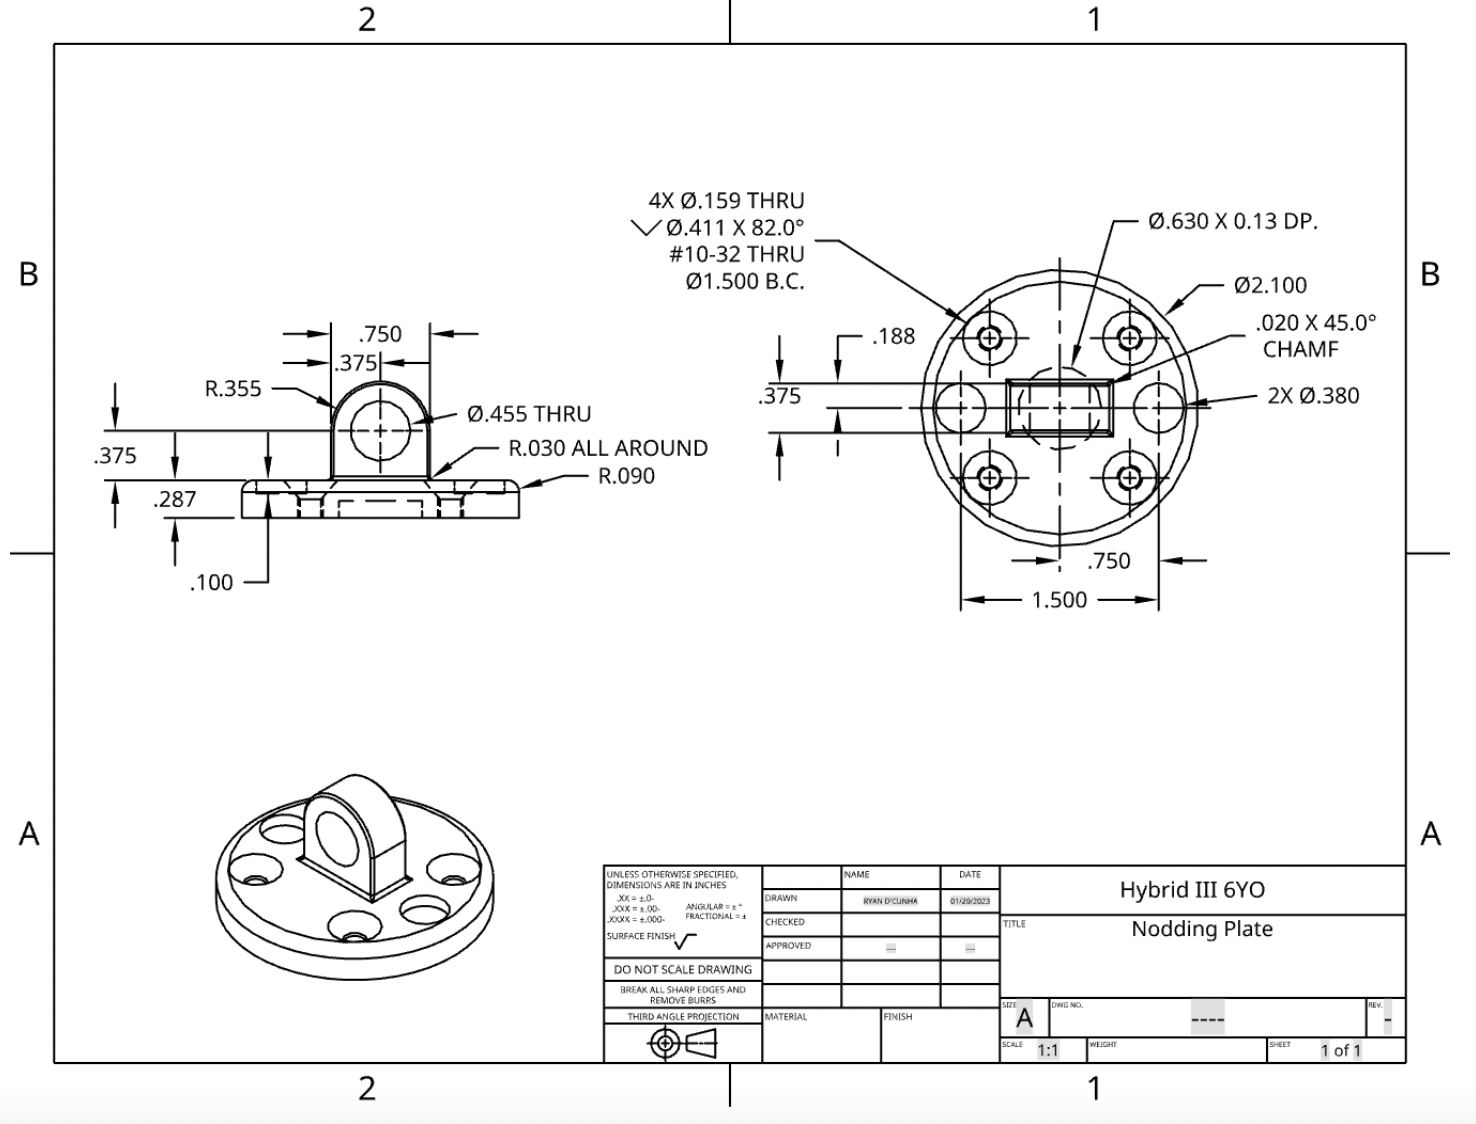 2
1
B
B
4X Ø.159 THRU
Ø.411 X 82.0°
#10-32 THRU
Ø1.500 B.C.
Ø.630 X 0.13 DP.
Ø2.100
.020 X 45.0°
CHAMF
.188
.375
2X Ø.380
.750
1.500
.750
.375
R.355
Ø.455 THRU
R.030 ALL AROUND
R.090
.375
.287
.100
A
A
UNLESS OTHERWISE SPECIFIED,
DIMENSIONS ARE IN INCHES
.XX = ±.0-
.XXX = ±.00-
.XXXX = ±.000-
ANGULAR = ± °
FRACTIONAL = ±
SURFACE FINISH
DO NOT SCALE DRAWING
BREAK ALL SHARP EDGES AND
REMOVE BURRS
THIRD ANGLE PROJECTION
NAME
DATE
DRAWN
RYAN D'CUNHA
01/20/2023
CHECKED
APPROVED
—
—
MATERIAL
FINISH
Hybrid III 6YO
TITLE
Nodding Plate
SIZE
A
DWG NO.
----
REV.
-
SCALE
1:1
WEIGHT
SHEET
1 of 1
2
1